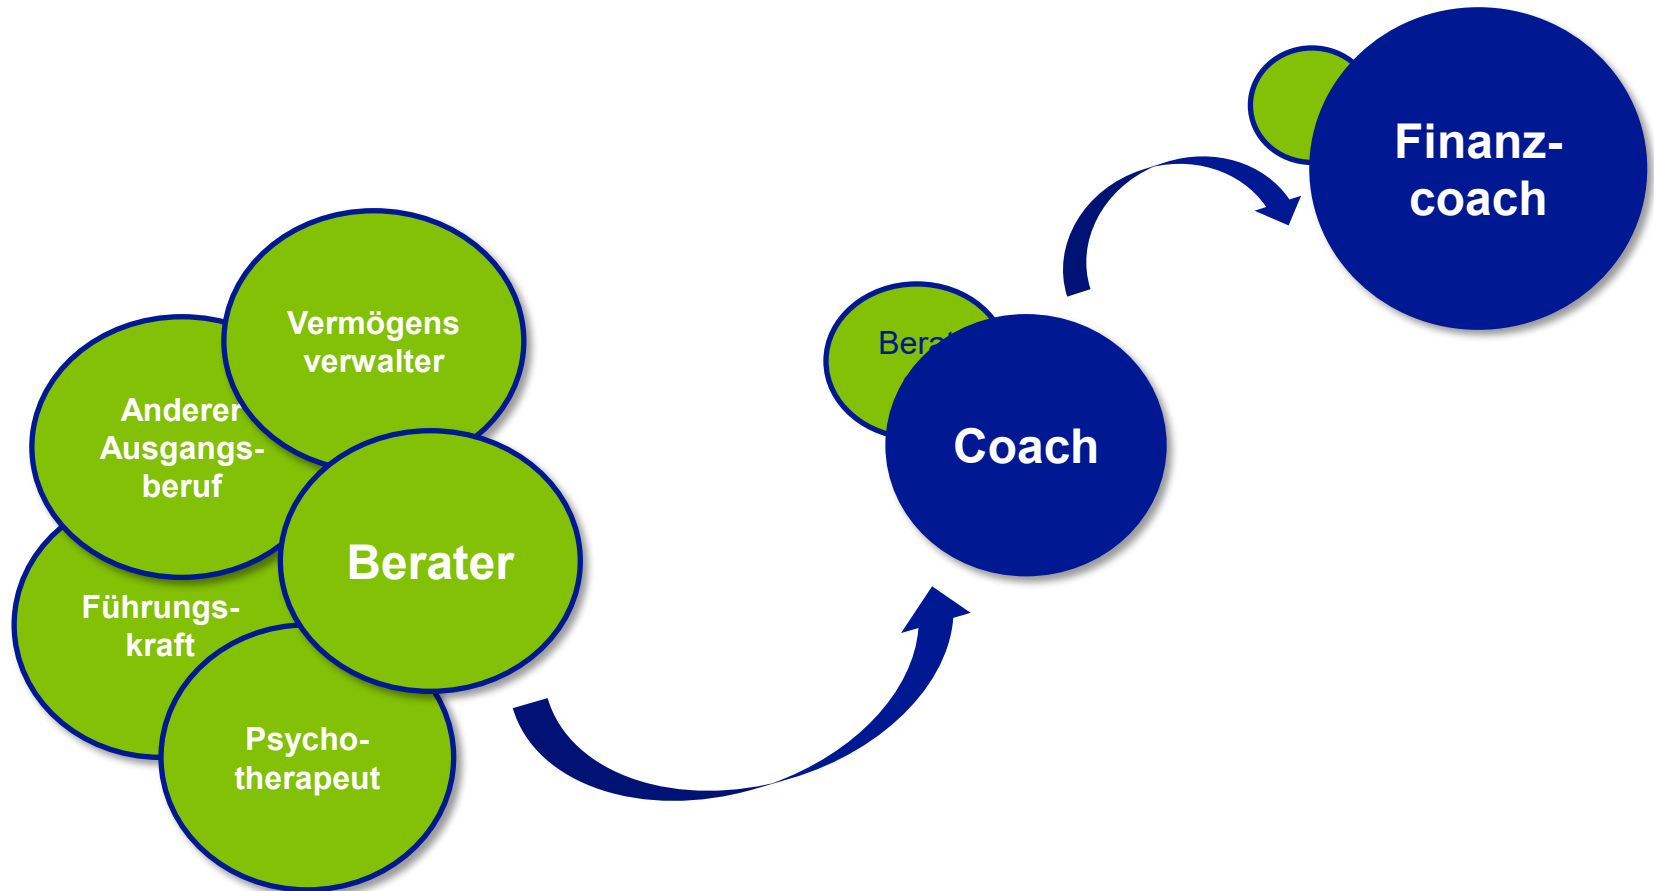 Finanz-
coach
Vermögens
verwalter
Anderer
Ausgangs-
beruf
Berater
Führungs-
kraft
Psycho-
therapeut
Coach